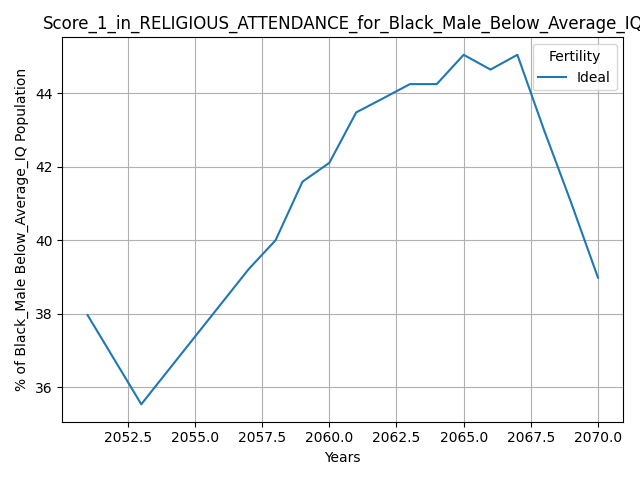 Score_1_in_RELIGIOUS_ATTENDANCE_for_Black_Male_Below_Average_IQ
Fertility
Ideal
% of Black_Male Below_Average_IQ Population
44
42
40
38
36
2052.5 2055.0 2057.5 2060.0 2062.5 2065.0 2067.5 2070.0
Years